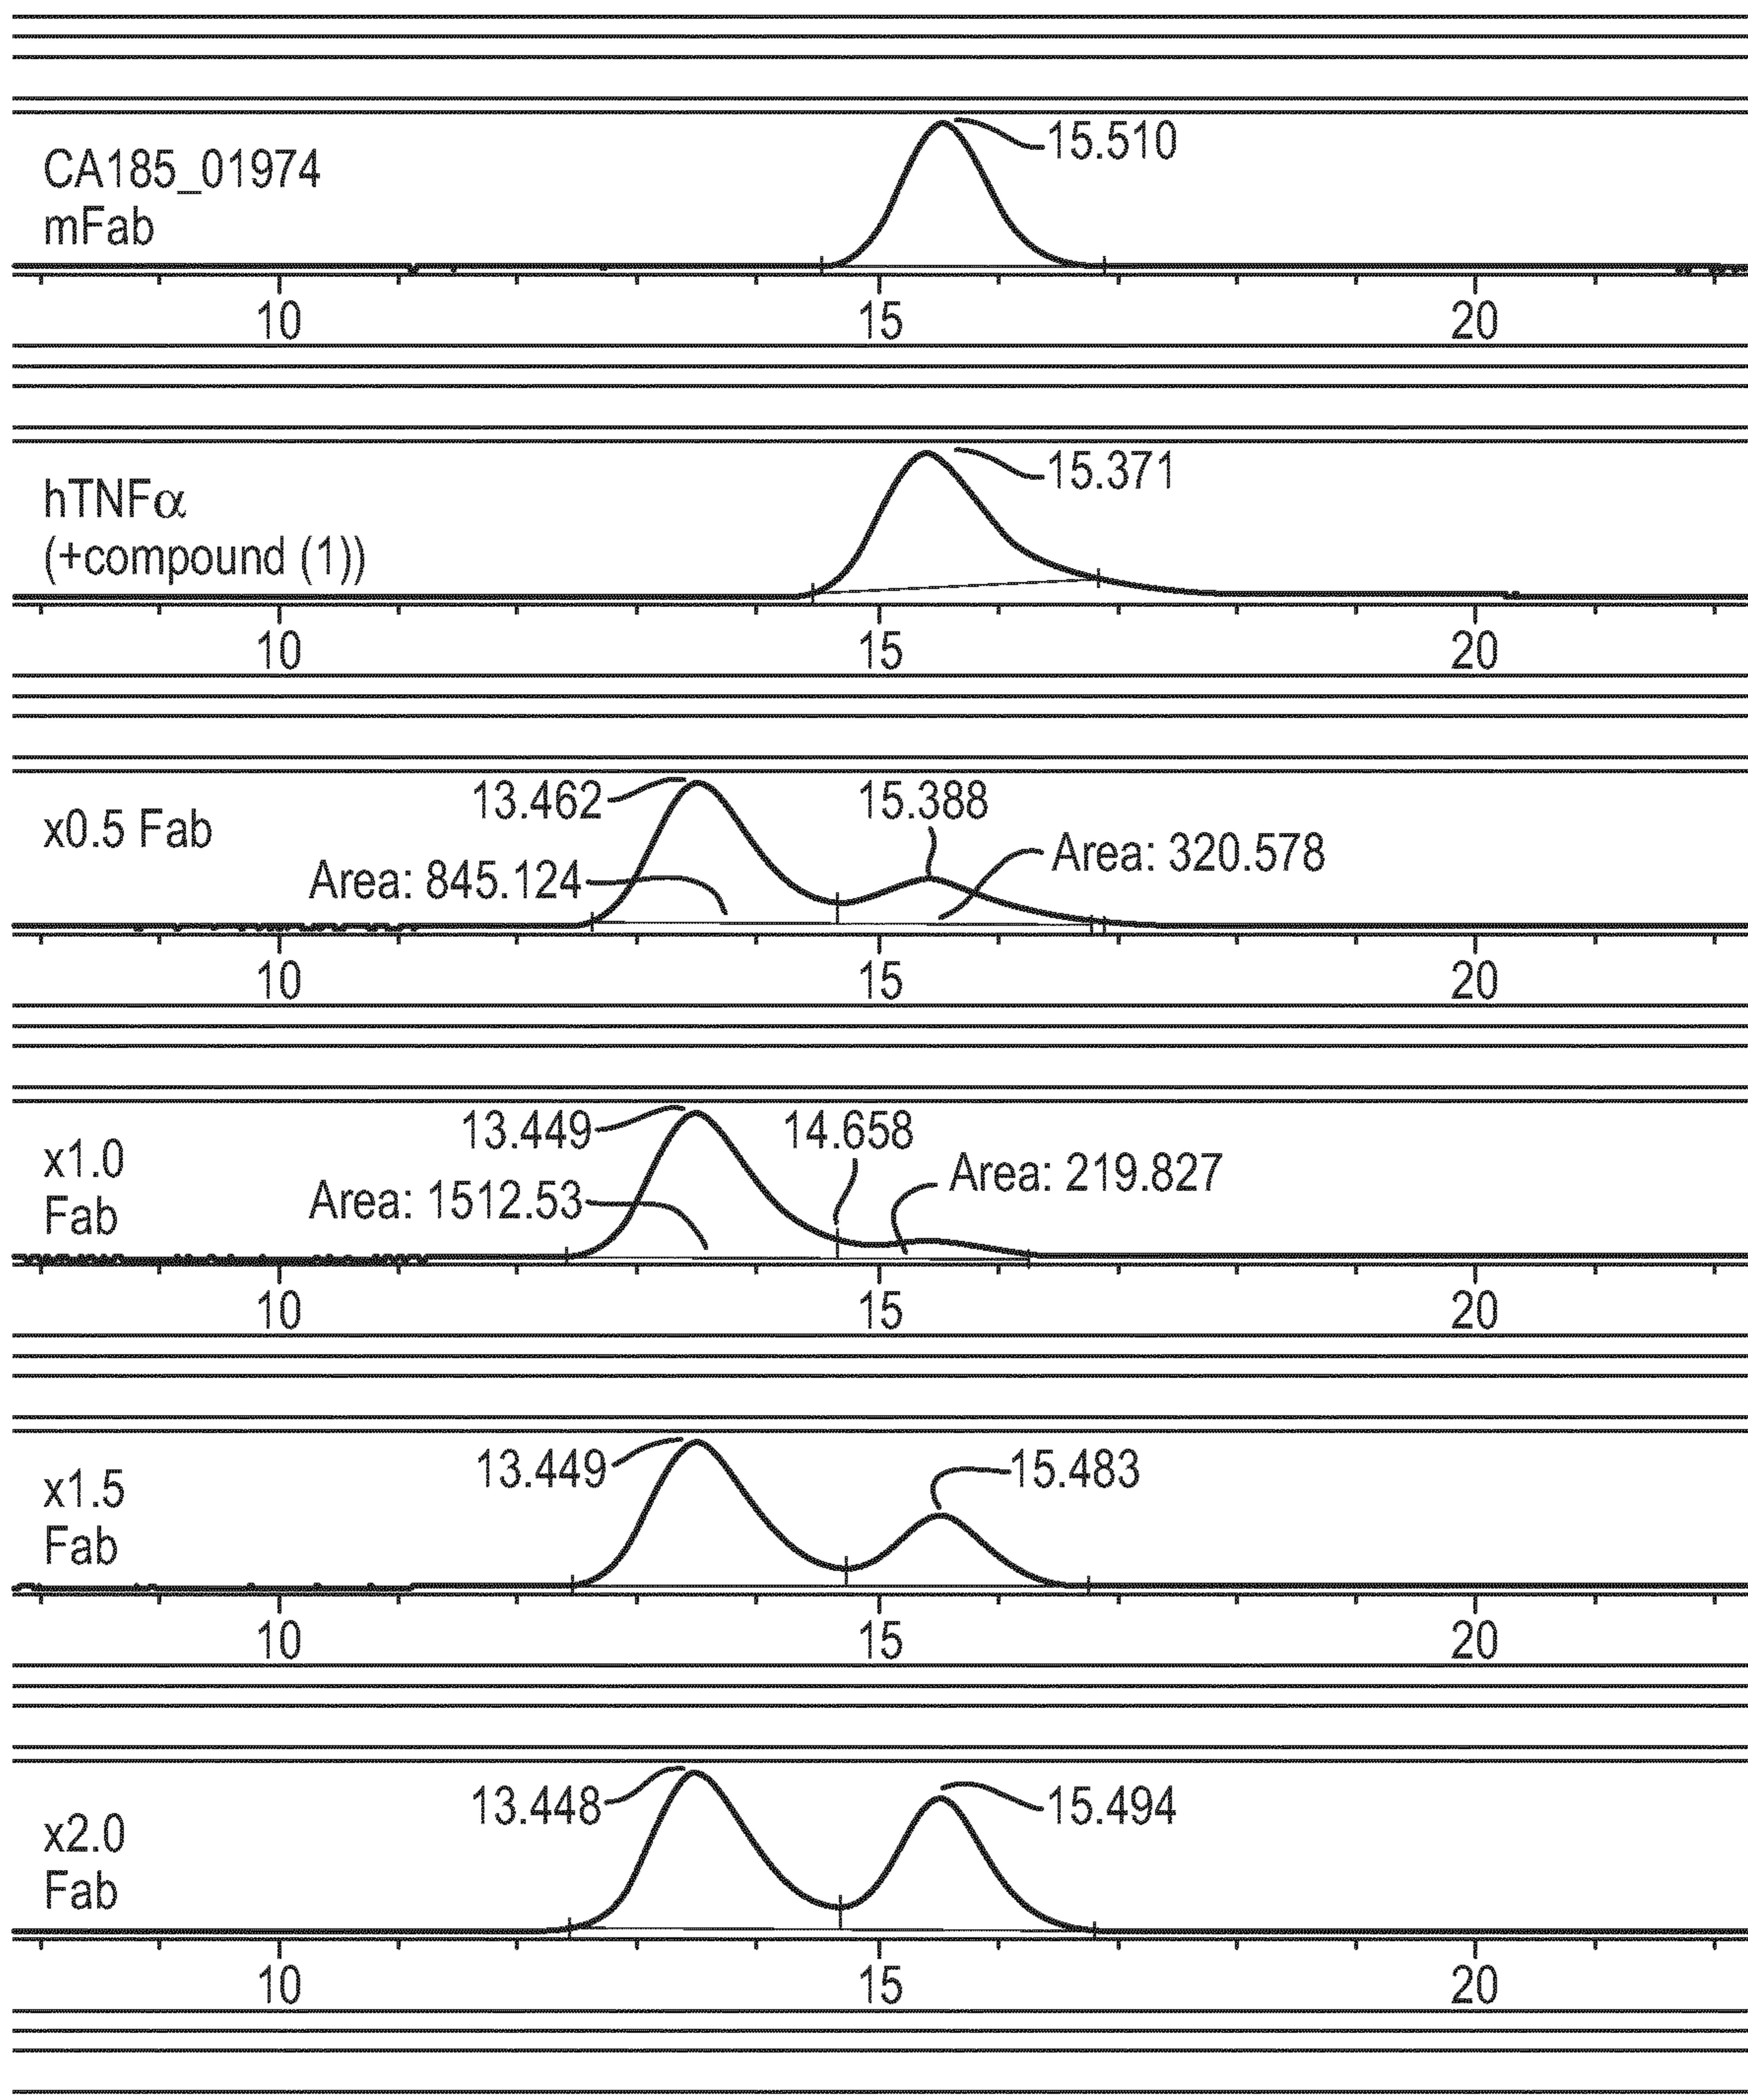 CA185_01974
mFab
15.510
10 15 20
hTNFα
(+compound (1))
15.371
10 15 20
x0.5 Fab
13.462
15.388
Area: 845.124
Area: 320.578
10 15 20
x1.0
Fab
13.449
14.658
Area: 1512.53
Area: 219.827
10 15 20
x1.5
Fab
13.449
15.483
10 15 20
x2.0
Fab
13.448
15.494
10 15 20